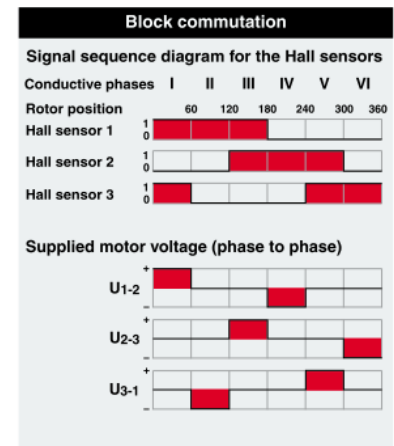 Block commutation
Signal sequence diagram for the Hall sensors
Conductive phases I II III IV V VI
Rotor position 60 120 180 240 300 360
Hall sensor 1 1 0
Hall sensor 2 1 0
Hall sensor 3 1 0
Supplied motor voltage (phase to phase)
U1-2 + –
U2-3 + –
U3-1 + –